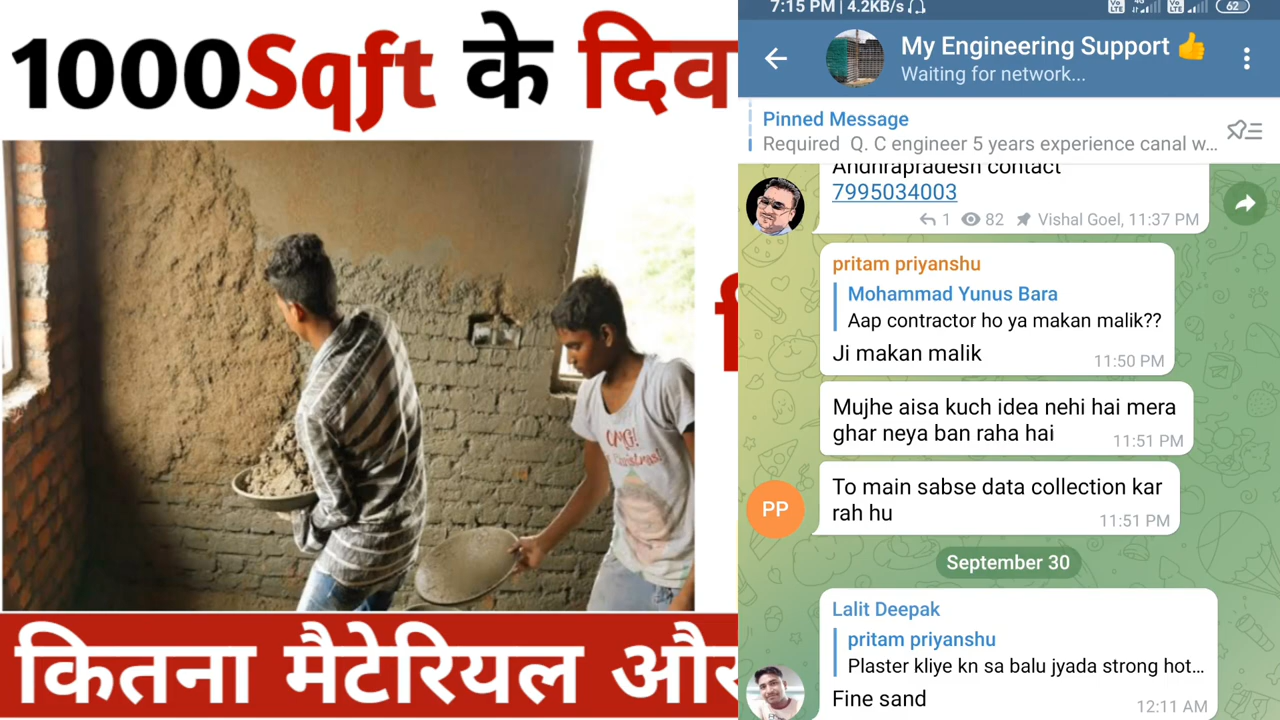 1000Sqft के दिव
कितना मैटेरियल और
7:15 PM | 4.2KB/s
62
My Engineering Support 👍
Waiting for network...
Pinned Message
Required Q. C engineer 5 years experience canal w...
Andhrapradesh contact
7995034003
1 82 Vishal Goel, 11:37 PM
pritam priyanshu
Mohammad Yunus Bara
Aap contractor ho ya makan malik??
Ji makan malik 11:50 PM
Mujhe aisa kuch idea nehi hai mera
ghar neya ban raha hai 11:51 PM
To main sabse data collection kar
rah hu 11:51 PM
PP
September 30
Lalit Deepak
pritam priyanshu
Plaster kliye kn sa balu jyada strong hot...
Fine sand 12:11 AM
OMG!
Christmas!